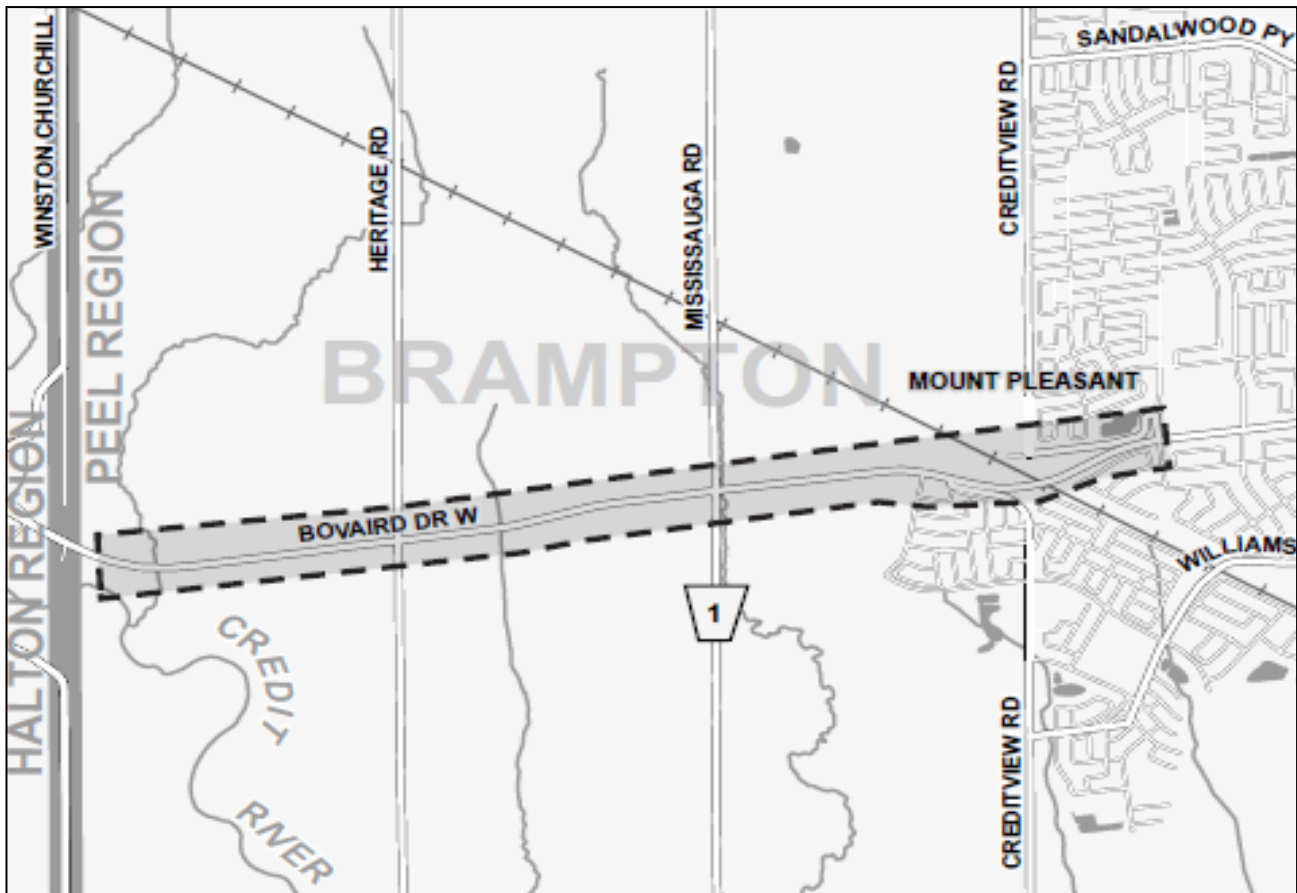 SANDALWOOD PY
WINSTON CHURCHILL
HERITAGE RD
MISSISSAUGA RD
CREDITVIEW RD
PEEL REGION
BRAMPTON
MOUNT PLEASANT
HALTON REGION
BOVAIRD DR W
WILLIAMS
1
CREDIT
RIVER
CREDITVIEW RD